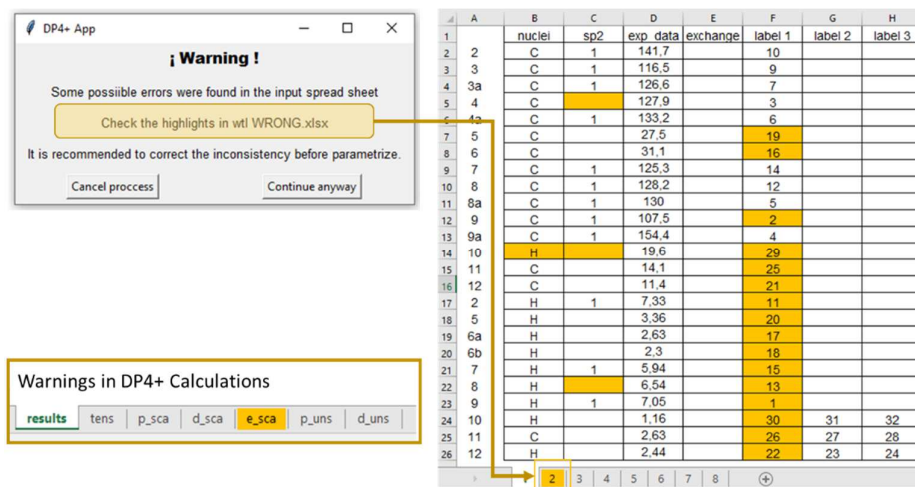 DP4+ App
¡ Warning !
Some possiible errors were found in the input spread sheet
Check the highlights in wtl WRONG.xlsx
It is recommended to correct the inconsistency before parametrize.
Cancel proccess Continue anyway
Warnings in DP4+ Calculations
results tens p_sca d_sca e_sca p_uns d_uns
A B C D E F G H
1 nuclei sp2 exp_data exchange label 1 label 2 label 3
2 2 C 1 141,7 10
3 3 C 1 116,5 9
4 3a C 1 126,6 7
5 4 C 127,9 3
6 4a C 1 133,2 6
7 5 C 27,5 19
8 6 C 31,1 16
9 7 C 1 125,3 14
10 8 C 1 128,2 12
11 8a C 1 130 5
12 9 C 1 107,5 2
13 9a C 1 154,4 4
14 10 H 19,6 29
15 11 C 14,1 25
16 12 C 11,4 21
17 2 H 1 7,33 11
18 5 H 3,36 20
19 6a H 2,63 17
20 6b H 2,3 18
21 7 H 1 5,94 15
22 8 H 6,54 13
23 9 H 1 7,05 1
24 10 H 1,16 30 31 32
25 11 C 2,63 26 27 28
26 12 H 2,44 22 23 24
1 2 3 4 5 6 7 8